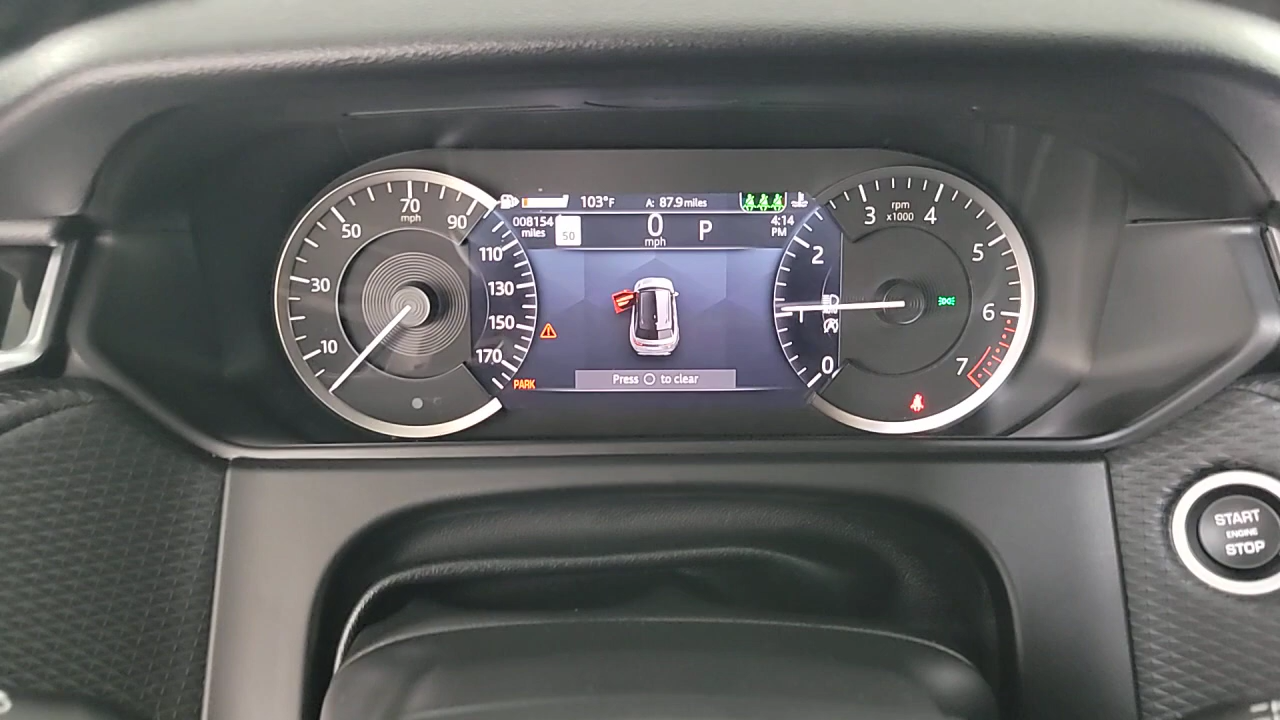 103°F
A: 87.9 miles
008154
miles
50
0
mph
P
4:14
PM
70
mph
50
90
30
10
110
130
150
170
PARK
Press to clear
3
rpm
x1000
4
2
5
1
6
0
7
START
ENGINE
STOP